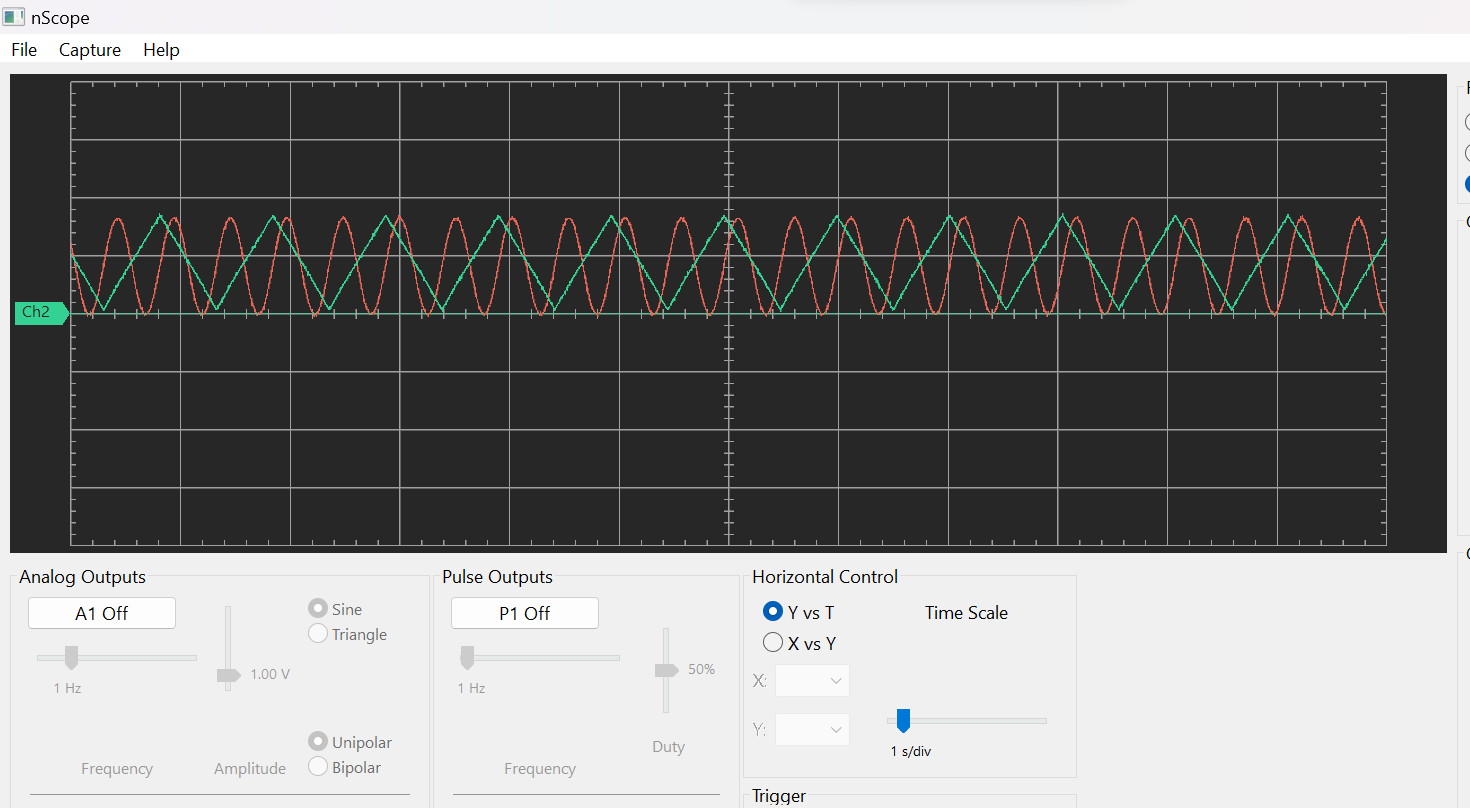 nScope
File Capture Help
Ch2
Analog Outputs
A1 Off
Sine
Triangle
1.00 V
1 Hz
Unipolar
Bipolar
Frequency
Amplitude
Pulse Outputs
P1 Off
50%
1 Hz
Duty
Frequency
Horizontal Control
Y vs T
Time Scale
X vs Y
X:
Y:
1 s/div
Trigger